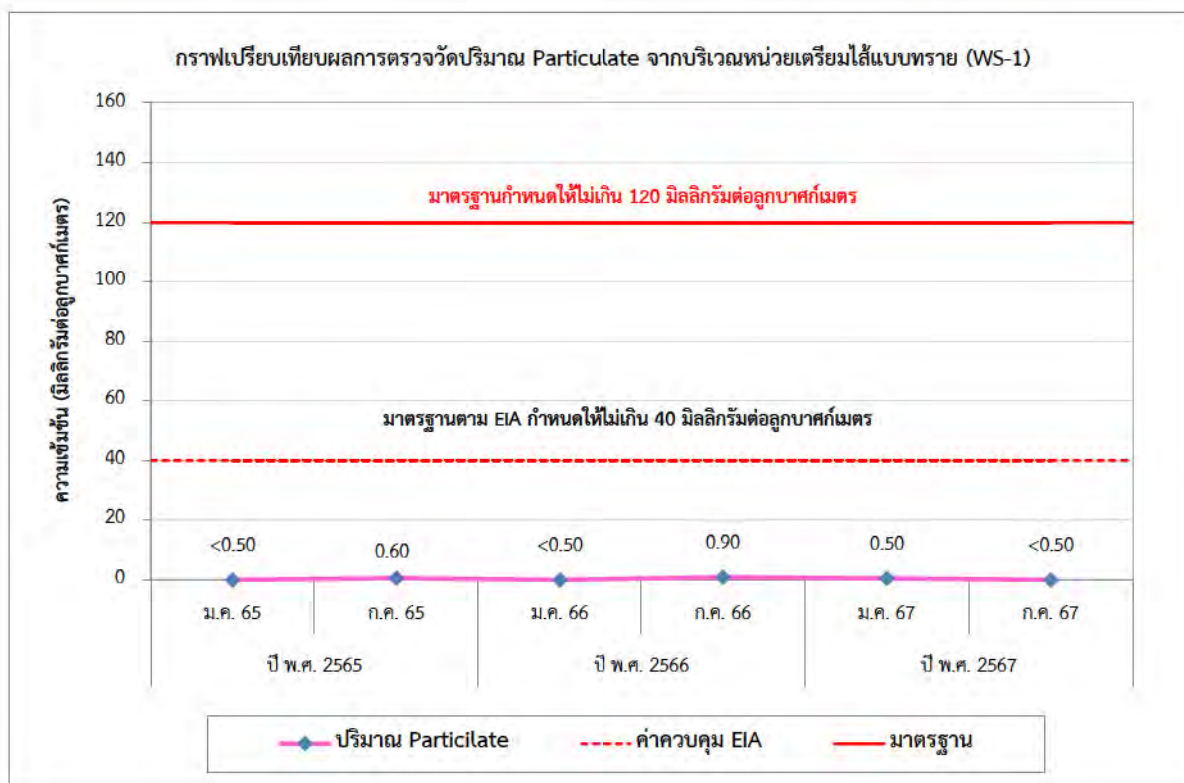 กราฟเปรียบเทียบผลการตรวจวัดปริมาณ Particulate จากบริเวณหน่วยเตรียมไส้แบบทราย (WS-1)
ความเข้มข้น (มิลลิกรัมต่อลูกบาศก์เมตร)
160
140
มาตรฐานกำหนดให้ไม่เกิน 120 มิลลิกรัมต่อลูกบาศก์เมตร
120
100
80
60
มาตรฐานตาม EIA กำหนดให้ไม่เกิน 40 มิลลิกรัมต่อลูกบาศก์เมตร
40
20
<0.50 0.60 <0.50 0.90 0.50 <0.50
0
ม.ค. 65 ก.ค. 65 ม.ค. 66 ก.ค. 66 ม.ค. 67 ก.ค. 67
ปี พ.ศ. 2565 ปี พ.ศ. 2566 ปี พ.ศ. 2567
ปริมาณ Particilate ค่าควบคุม EIA มาตรฐาน